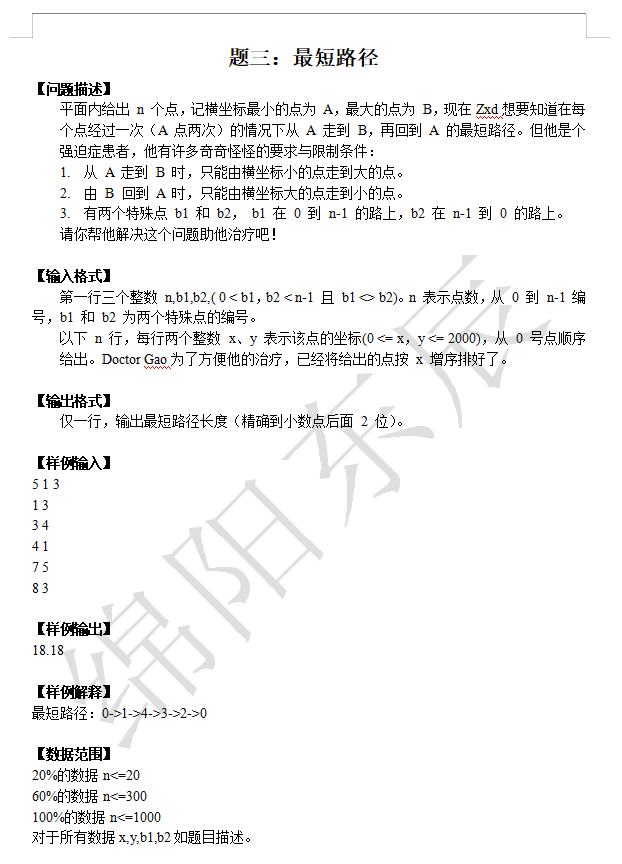 题三：最短路径
【问题描述】
平面内给出 n 个点，记横坐标最小的点为 A，最大的点为 B，现在 Zxd 想要知道在每
个点经过一次（A 点两次）的情况下从 A 走到 B，再回到 A 的最短路径。但他是个
强迫症患者，他有许多奇奇怪怪的要求与限制条件：
1. 从 A 走到 B 时，只能由横坐标小的点走到大的点。
2. 由 B 回到 A 时，只能由横坐标大的点走到小的点。
3. 有两个特殊点 b1 和 b2， b1 在 0 到 n-1 的路上，b2 在 n-1 到 0 的路上。
请你帮他解决这个问题助他治疗吧！
【输入格式】
第一行三个整数 n,b1,b2,( 0 < b1，b2 < n-1 且 b1 <> b2)。n 表示点数，从 0 到 n-1 编
号，b1 和 b2 为两个特殊点的编号。
以下 n 行，每行两个整数 x、y 表示该点的坐标(0 <= x，y <= 2000)，从 0 号点顺序
给出。Doctor Gao 为了方便他的治疗，已经将给出的点按 x 增序排好了。
【输出格式】
仅一行，输出最短路径长度（精确到小数点后面 2 位）。
【样例输入】
5 1 3
1 3
3 4
4 1
7 5
8 3
【样例输出】
18.18
【样例解释】
最短路径：0->1->4->3->2->0
【数据范围】
20%的数据 n<=20
60%的数据 n<=300
100%的数据 n<=1000
对于所有数据 x,y,b1,b2 如题目描述。
绵阳东辰